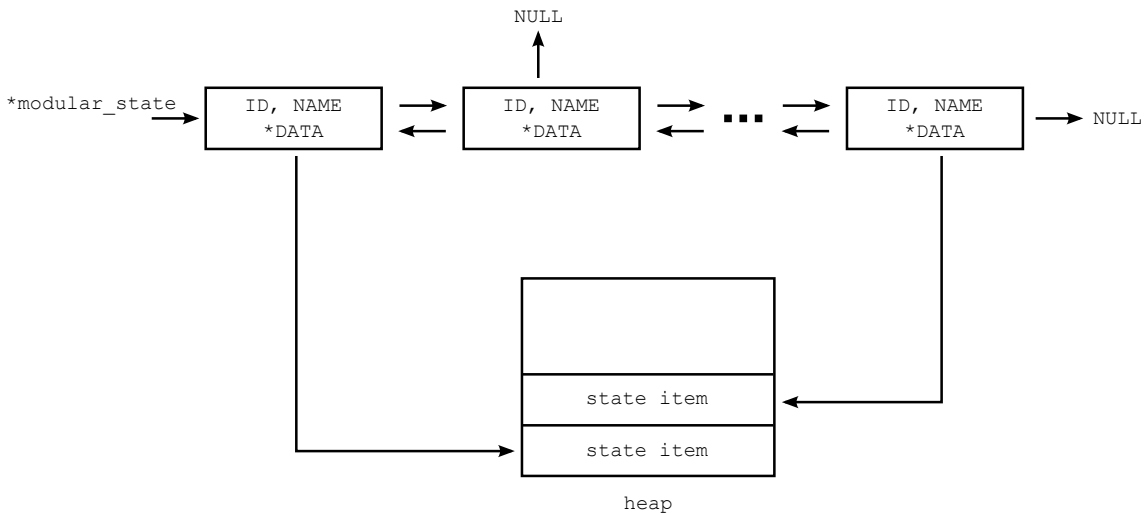 NULL
*modular_state
ID, NAME
*DATA
ID, NAME
*DATA
ID, NAME
*DATA
NULL
state item
state item
heap